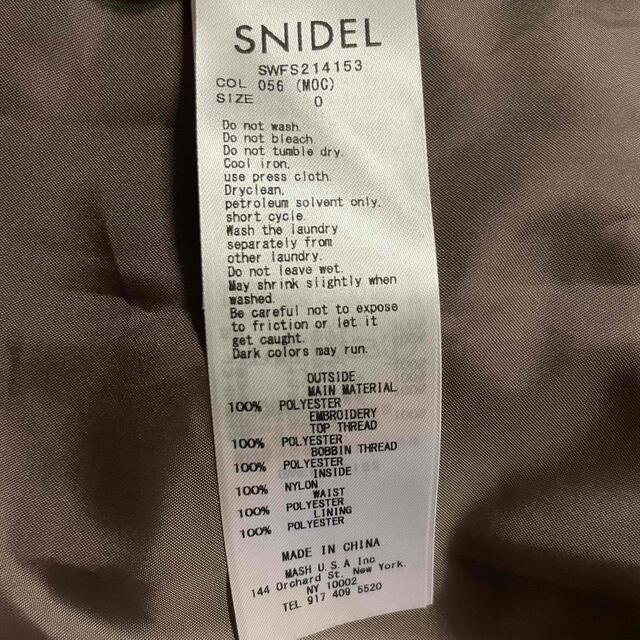 SNIDEL
SWFS214153
COL 056 (MOC)
SIZE 0
Do not wash.
Do not bleach.
Do not tumble dry.
Cool iron,
use press cloth.
Dryclean,
petroleum solvent only.
short cycle.
Wash the laundry
separately from
other laundry.
Do not leave wet.
May shrink slightly when
washed.
Be careful not to expose
to friction or let it
get caught.
Dark colors may run.
OUTSIDE
MAIN MATERIAL
100% POLYESTER
EMBROIDERY
TOP THREAD
100% POLYESTER
BOBBIN THREAD
100% POLYESTER
INSIDE
100% NYLON
WAIST
100% POLYESTER
LINING
100% POLYESTER
MADE IN CHINA
MASH U.S.A Inc
144 Orchard St. New York.
NY 10002
TEL 917 409 5520